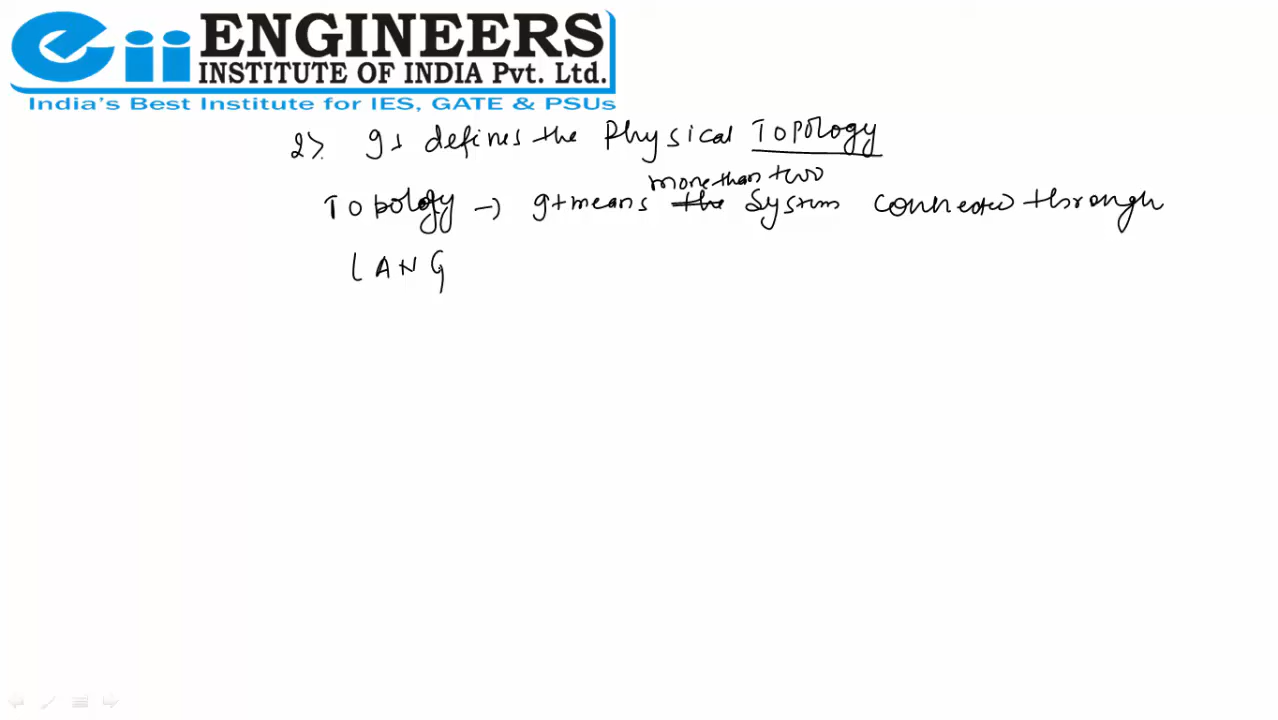 eii ENGINEERS
INSTITUTE OF INDIA Pvt. Ltd.
India's Best Institute for IES, GATE & PSUs
2> It defines the Physical Topology
more than two
Topology → It means the System connected through
LANG